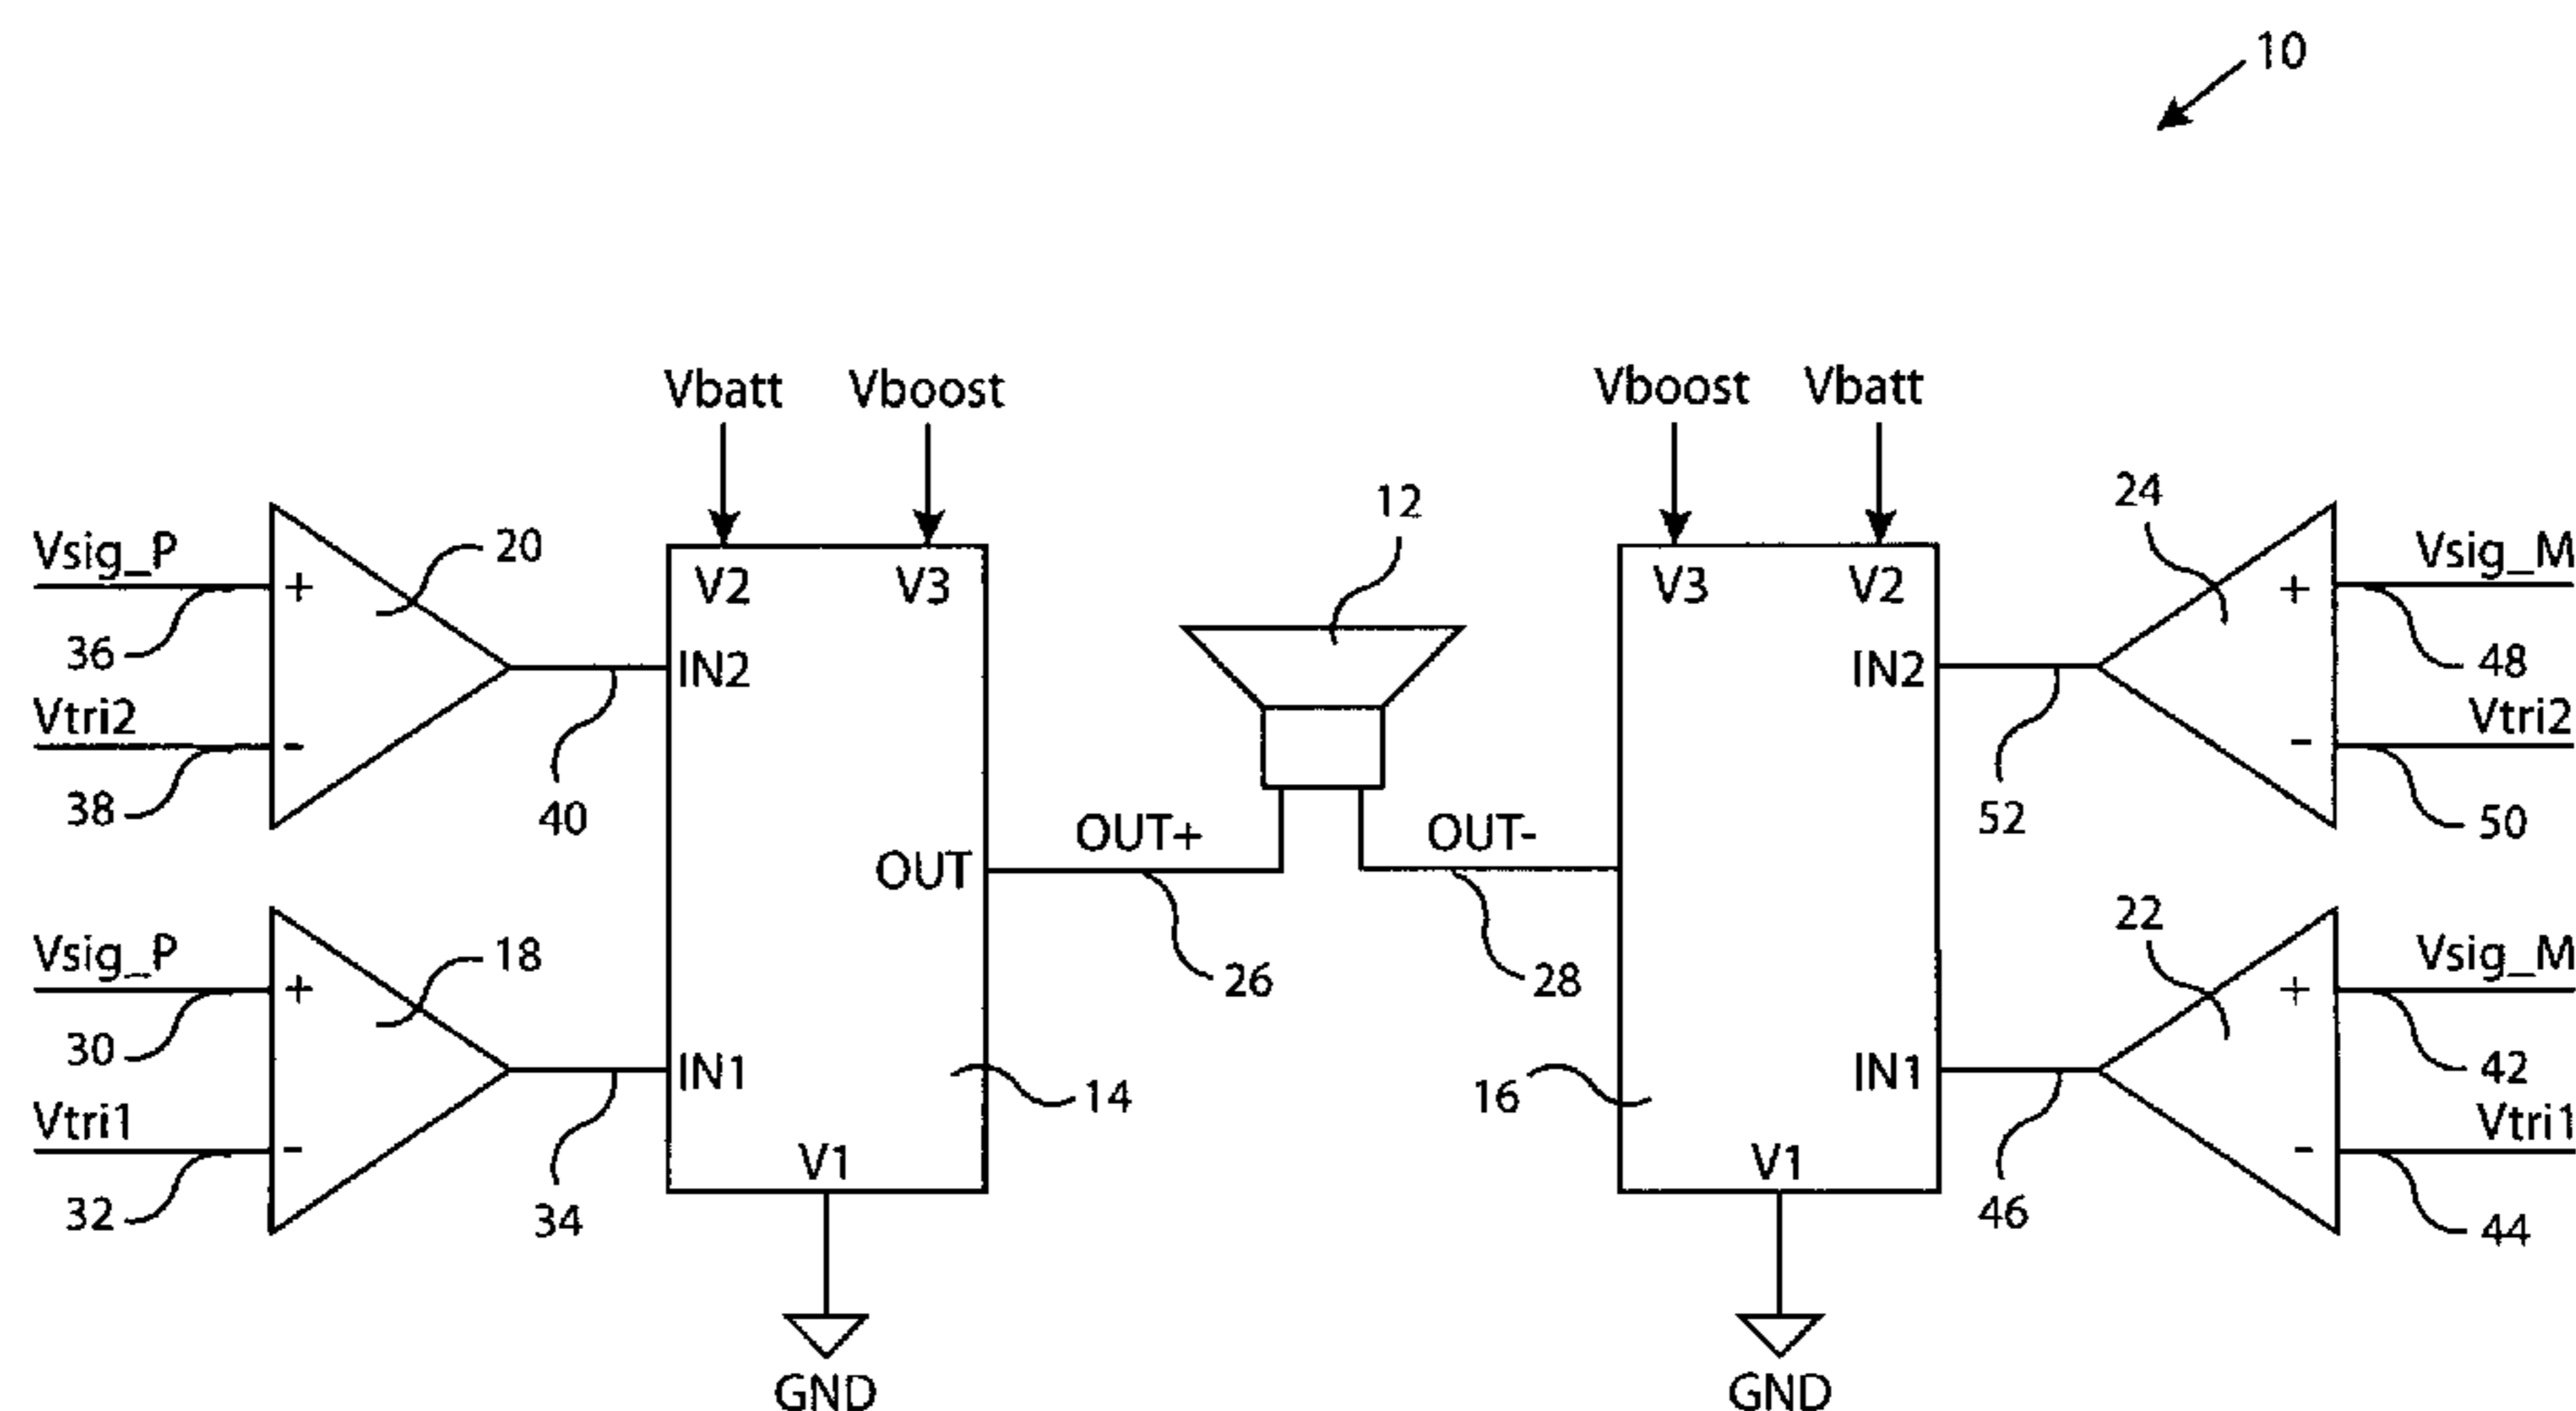 10
Vbatt Vboost Vboost Vbatt
12 24
Vsig_P + 20 V2 V3 V3 V2 + Vsig_M
36 IN2 IN2 48
Vtri2 - Vtri2 -
38 40 OUT+ OUT- 52 50
OUT
Vsig_P + 18 26 28 22 + Vsig_M
30 IN1 14 16 IN1 42
Vtri1 - V1 V1 - Vtri1
32 34 46 44
GND GND